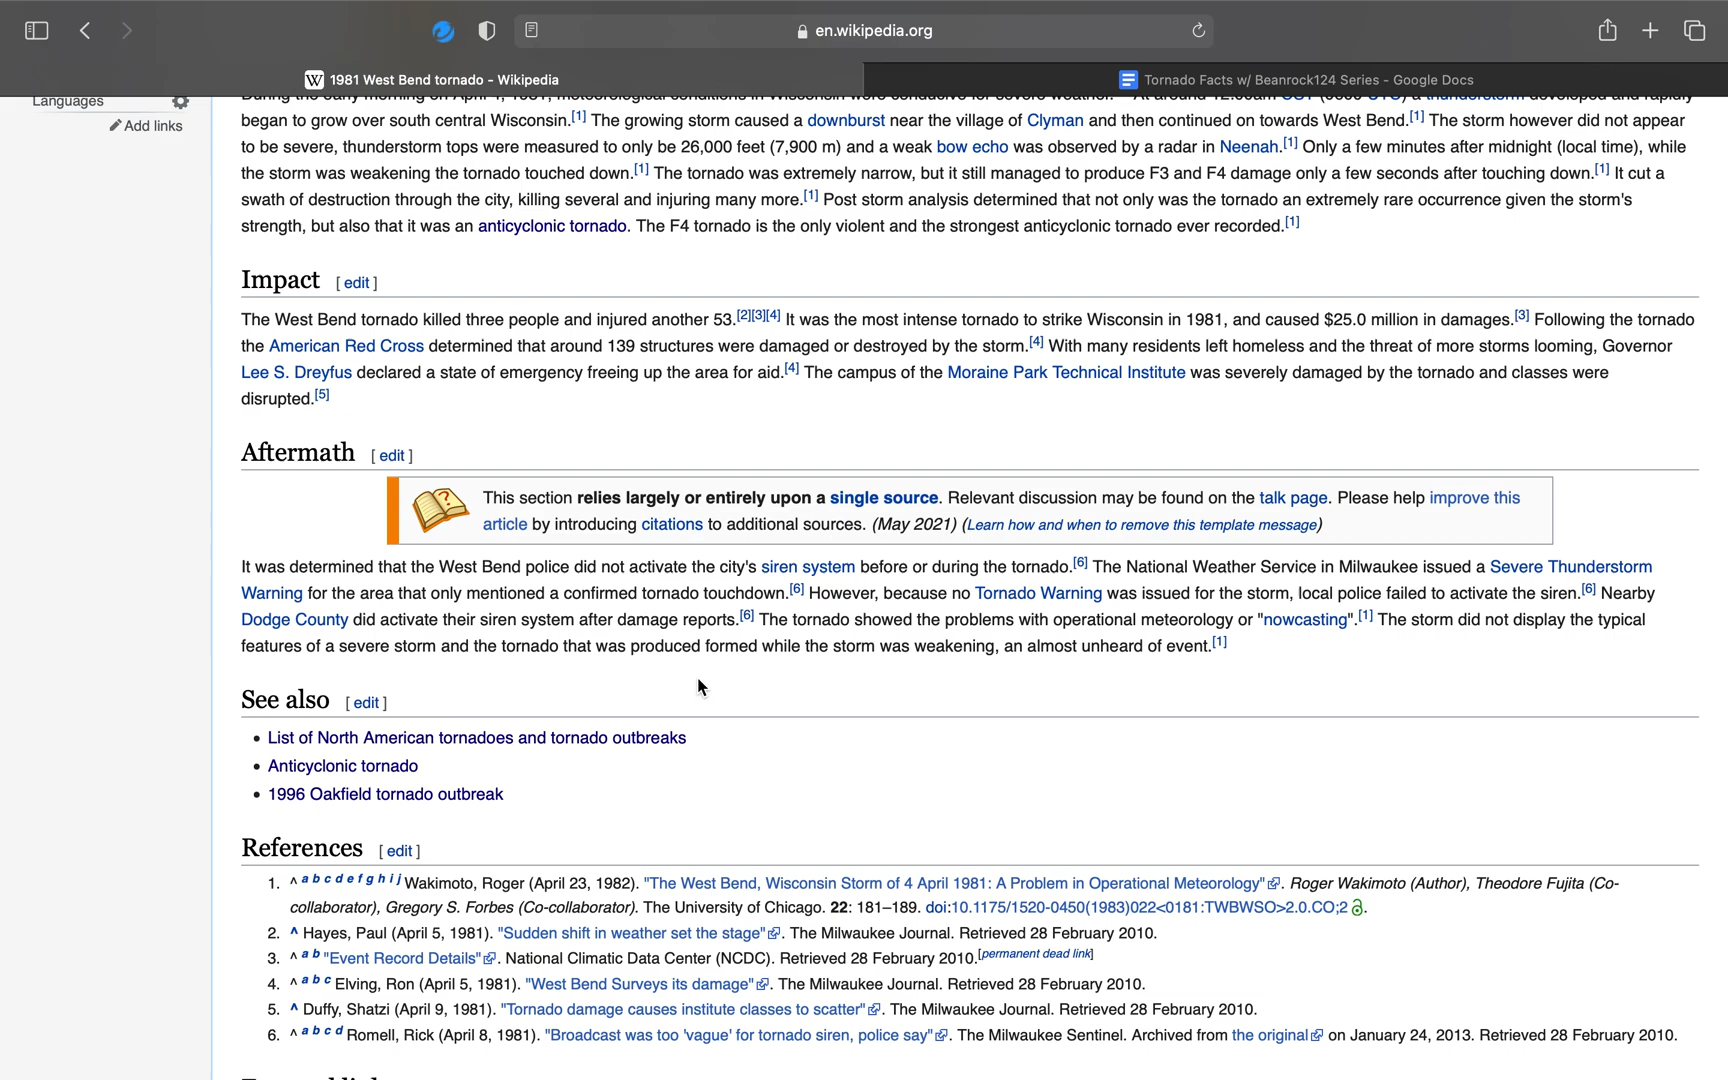 en.wikipedia.org
1981 West Bend tornado - Wikipedia
Tornado Facts w/ Beanrock124 Series - Google Docs
Languages
Add links
During the early morning on April 4, 1981, meteorological conditions in Wisconsin were conducive for severe weather. At around 12:00am CST (0600 UTC) a thunderstorm developed and rapidly
began to grow over south central Wisconsin.[1] The growing storm caused a downburst near the village of Clyman and then continued on towards West Bend.[1] The storm however did not appear
to be severe, thunderstorm tops were measured to only be 26,000 feet (7,900 m) and a weak bow echo was observed by a radar in Neenah.[1] Only a few minutes after midnight (local time), while
the storm was weakening the tornado touched down.[1] The tornado was extremely narrow, but it still managed to produce F3 and F4 damage only a few seconds after touching down.[1] It cut a
swath of destruction through the city, killing several and injuring many more.[1] Post storm analysis determined that not only was the tornado an extremely rare occurrence given the storm's
strength, but also that it was an anticyclonic tornado. The F4 tornado is the only violent and the strongest anticyclonic tornado ever recorded.[1]
Impact [ edit ]
The West Bend tornado killed three people and injured another 53.[2][3][4] It was the most intense tornado to strike Wisconsin in 1981, and caused $25.0 million in damages.[3] Following the tornado
the American Red Cross determined that around 139 structures were damaged or destroyed by the storm.[4] With many residents left homeless and the threat of more storms looming, Governor
Lee S. Dreyfus declared a state of emergency freeing up the area for aid.[4] The campus of the Moraine Park Technical Institute was severely damaged by the tornado and classes were
disrupted.[5]
Aftermath [ edit ]
This section relies largely or entirely upon a single source. Relevant discussion may be found on the talk page. Please help improve this
article by introducing citations to additional sources. (May 2021) (Learn how and when to remove this template message)
It was determined that the West Bend police did not activate the city's siren system before or during the tornado.[6] The National Weather Service in Milwaukee issued a Severe Thunderstorm
Warning for the area that only mentioned a confirmed tornado touchdown.[6] However, because no Tornado Warning was issued for the storm, local police failed to activate the siren.[6] Nearby
Dodge County did activate their siren system after damage reports.[6] The tornado showed the problems with operational meteorology or "nowcasting".[1] The storm did not display the typical
features of a severe storm and the tornado that was produced formed while the storm was weakening, an almost unheard of event.[1]
See also [ edit ]
• List of North American tornadoes and tornado outbreaks
• Anticyclonic tornado
• 1996 Oakfield tornado outbreak
References [ edit ]
1. ^ a b c d e f g h i j Wakimoto, Roger (April 23, 1982). "The West Bend, Wisconsin Storm of 4 April 1981: A Problem in Operational Meteorology". Roger Wakimoto (Author), Theodore Fujita (Co-
collaborator), Gregory S. Forbes (Co-collaborator). The University of Chicago. 22: 181–189. doi:10.1175/1520-0450(1983)022<0181:TWBWSO>2.0.CO;2.
2. ^ Hayes, Paul (April 5, 1981). "Sudden shift in weather set the stage". The Milwaukee Journal. Retrieved 28 February 2010.
3. ^ a b "Event Record Details". National Climatic Data Center (NCDC). Retrieved 28 February 2010.[permanent dead link]
4. ^ a b c Elving, Ron (April 5, 1981). "West Bend Surveys its damage". The Milwaukee Journal. Retrieved 28 February 2010.
5. ^ Duffy, Shatzi (April 9, 1981). "Tornado damage causes institute classes to scatter". The Milwaukee Journal. Retrieved 28 February 2010.
6. ^ a b c d Romell, Rick (April 8, 1981). "Broadcast was too 'vague' for tornado siren, police say". The Milwaukee Sentinel. Archived from the original on January 24, 2013. Retrieved 28 February 2010.